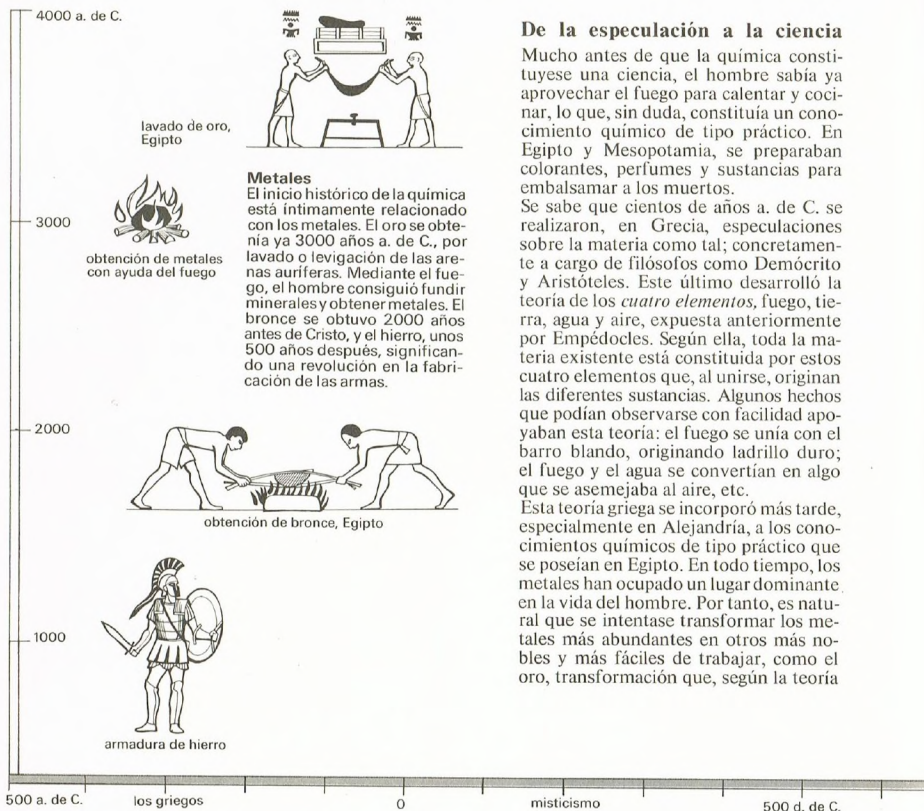 4000 a. de C.
lavado de oro,
Egipto
Metales
El inicio histórico de la química
está íntimamente relacionado
con los metales. El oro se obte-
nía ya 3000 años a. de C., por
lavado o levigación de las are-
nas auríferas. Mediante el fue-
go, el hombre consiguió fundir
minerales y obtener metales. El
bronce se obtuvo 2000 años
antes de Cristo, y el hierro, unos
500 años después, significan-
do una revolución en la fabri-
cación de las armas.
3000
obtención de metales
con ayuda del fuego
2000
obtención de bronce, Egipto
1000
armadura de hierro
500 a. de C.
los griegos
0
misticismo
500 d. de C.
De la especulación a la ciencia
Mucho antes de que la química consti-
tuyese una ciencia, el hombre sabía ya
aprovechar el fuego para calentar y coci-
nar, lo que, sin duda, constituía un cono-
cimiento químico de tipo práctico. En
Egipto y Mesopotamia, se preparaban
colorantes, perfumes y sustancias para
embalsamar a los muertos.
Se sabe que cientos de años a. de C. se
realizaron, en Grecia, especulaciones
sobre la materia como tal; concretamen-
te a cargo de filósofos como Demócrito
y Aristóteles. Este último desarrolló la
teoría de los cuatro elementos, fuego, tie-
rra, agua y aire, expuesta anteriormente
por Empédocles. Según ella, toda la ma-
teria existente está constituida por estos
cuatro elementos que, al unirse, originan
las diferentes sustancias. Algunos hechos
que podían observarse con facilidad apo-
yaban esta teoría: el fuego se unía con el
barro blando, originando ladrillo duro;
el fuego y el agua se convertían en algo
que se asemejaba al aire, etc.
Esta teoría griega se incorporó más tarde,
especialmente en Alejandría, a los cono-
cimientos químicos de tipo práctico que
se poseían en Egipto. En todo tiempo, los
metales han ocupado un lugar dominante
en la vida del hombre. Por tanto, es natu-
ral que se intentase transformar los me-
tales más abundantes en otros más no-
bles y más fáciles de trabajar, como el
oro, transformación que, según la teoría